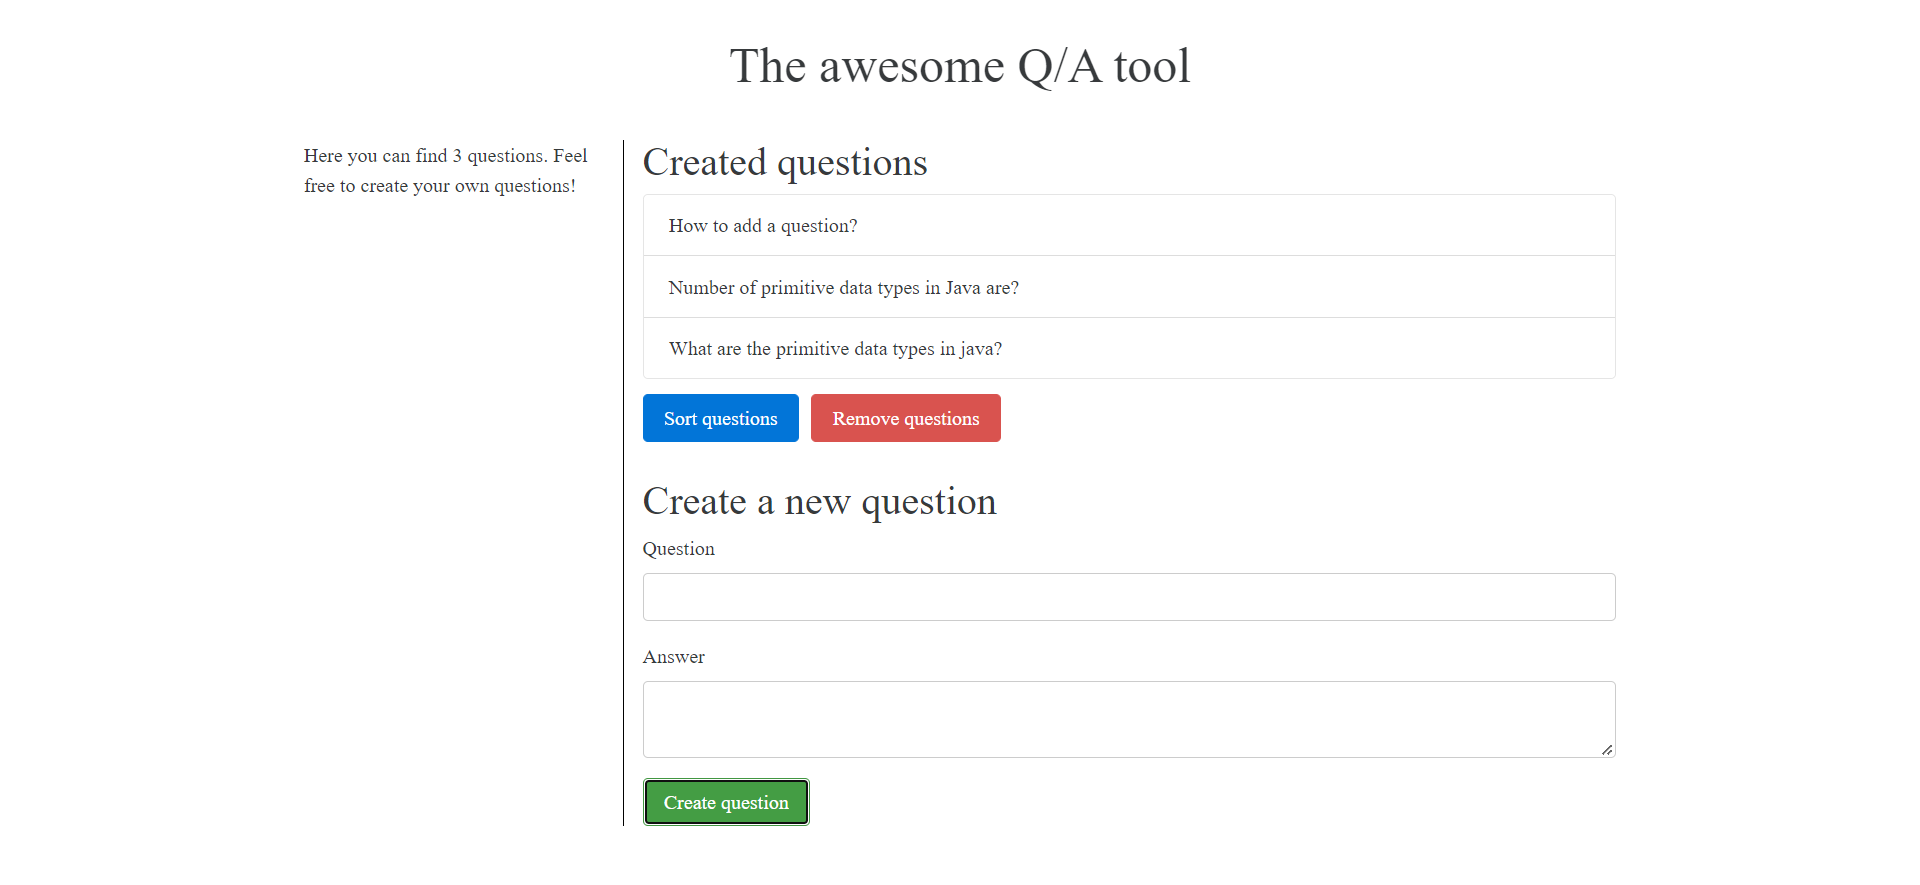 The awesome Q/A tool
Here you can find 3 questions. Feel
free to create your own questions!
Created questions
How to add a question?
Number of primitive data types in Java are?
What are the primitive data types in java?
Sort questions
Remove questions
Create a new question
Question
Answer
Create question